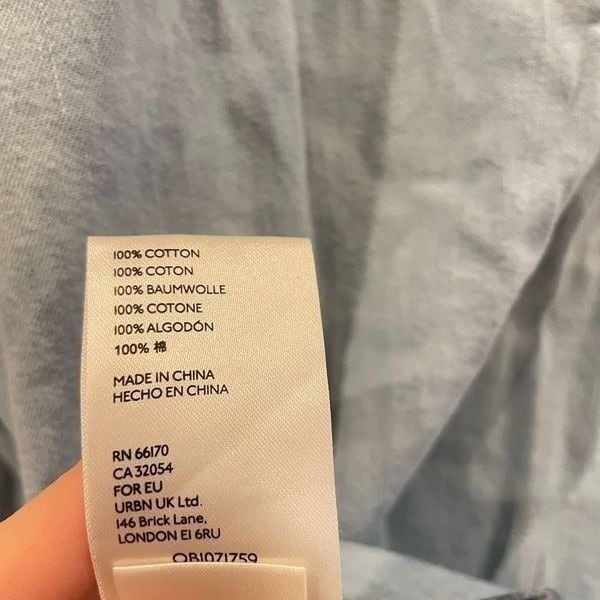 100% COTTON
100% COTON
100% BAUMWOLLE
100% COTONE
100% ALGODÓN
100% 棉
MADE IN CHINA
HECHO EN CHINA
RN 66170
CA 32054
FOR EU
URBN UK Ltd.
146 Brick Lane,
LONDON E1 6RU
OB1071759